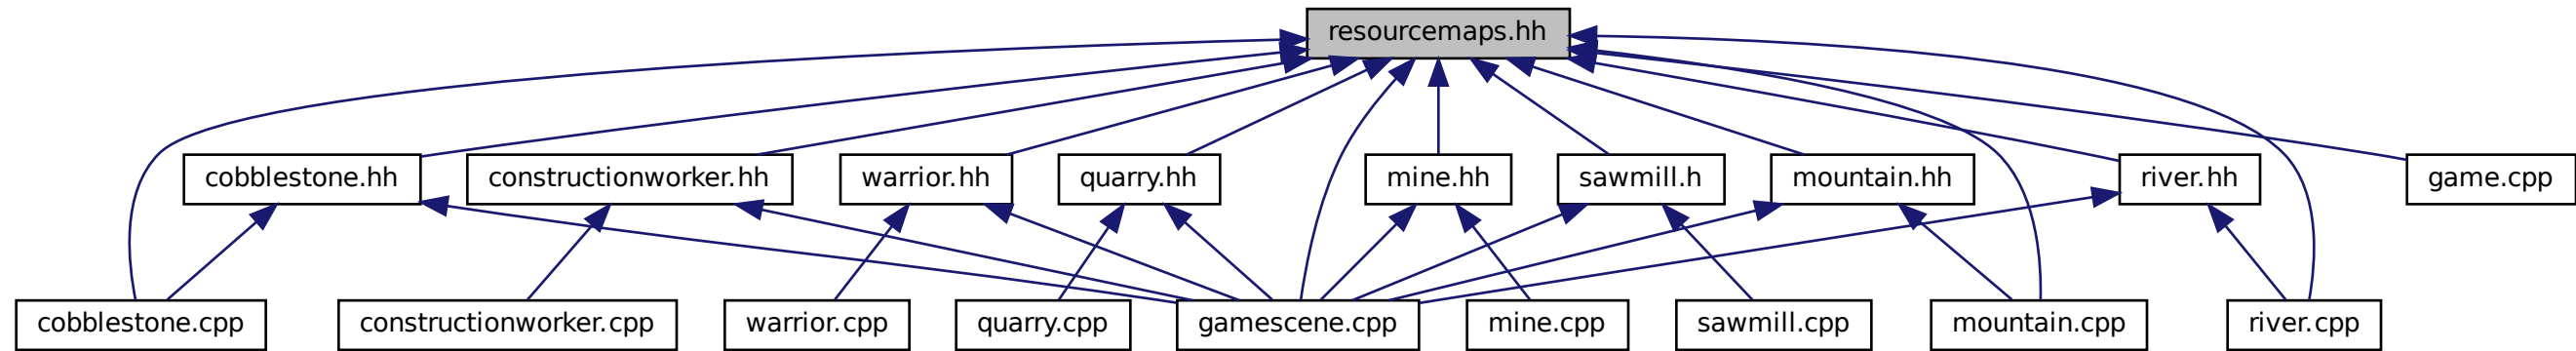 resourcemaps.hh
cobblestone.hh
constructionworker.hh
warrior.hh
quarry.hh
mine.hh
sawmill.h
mountain.hh
river.hh
game.cpp
cobblestone.cpp
constructionworker.cpp
warrior.cpp
quarry.cpp
gamescene.cpp
mine.cpp
sawmill.cpp
mountain.cpp
river.cpp